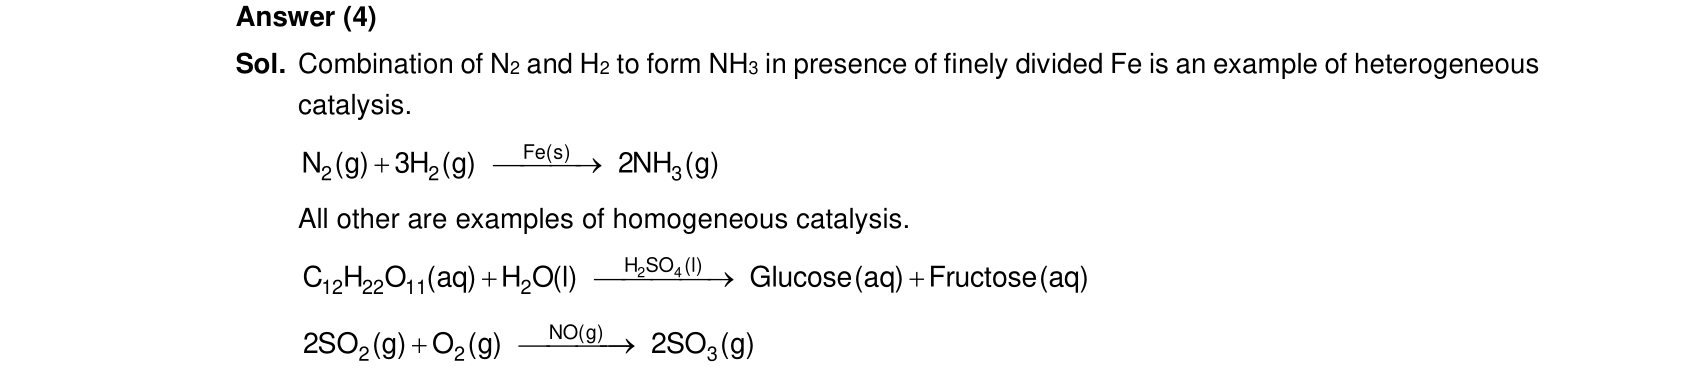 Answer (4)
Sol. Combination of N2 and H2 to form NH3 in presence of finely divided Fe is an example of heterogeneous
catalysis.
N₂(g) + 3H₂(g) —Fe(s)→ 2NH₃(g)
All other are examples of homogeneous catalysis.
C₁₂H₂₂O₁₁(aq) + H₂O(l) —H₂SO₄(l)→ Glucose(aq) + Fructose(aq)
2SO₂(g) + O₂(g) —NO(g)→ 2SO₃(g)